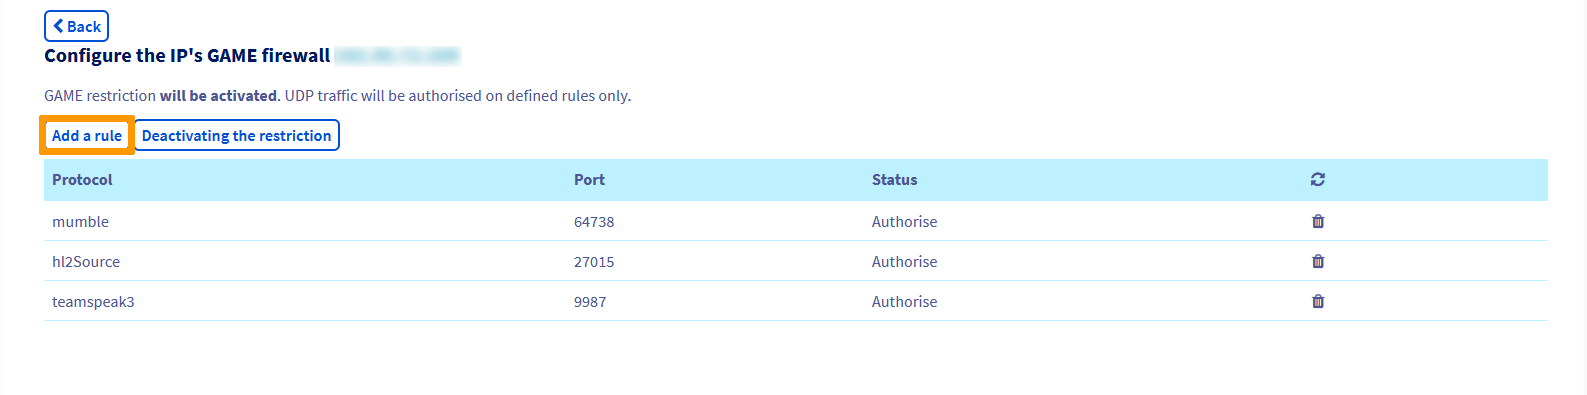 Back
Configure the IP's GAME firewall
GAME restriction will be activated. UDP traffic will be authorised on defined rules only.
Add a rule Deactivating the restriction
Protocol Port Status
mumble 64738 Authorise
hl2Source 27015 Authorise
teamspeak3 9987 Authorise